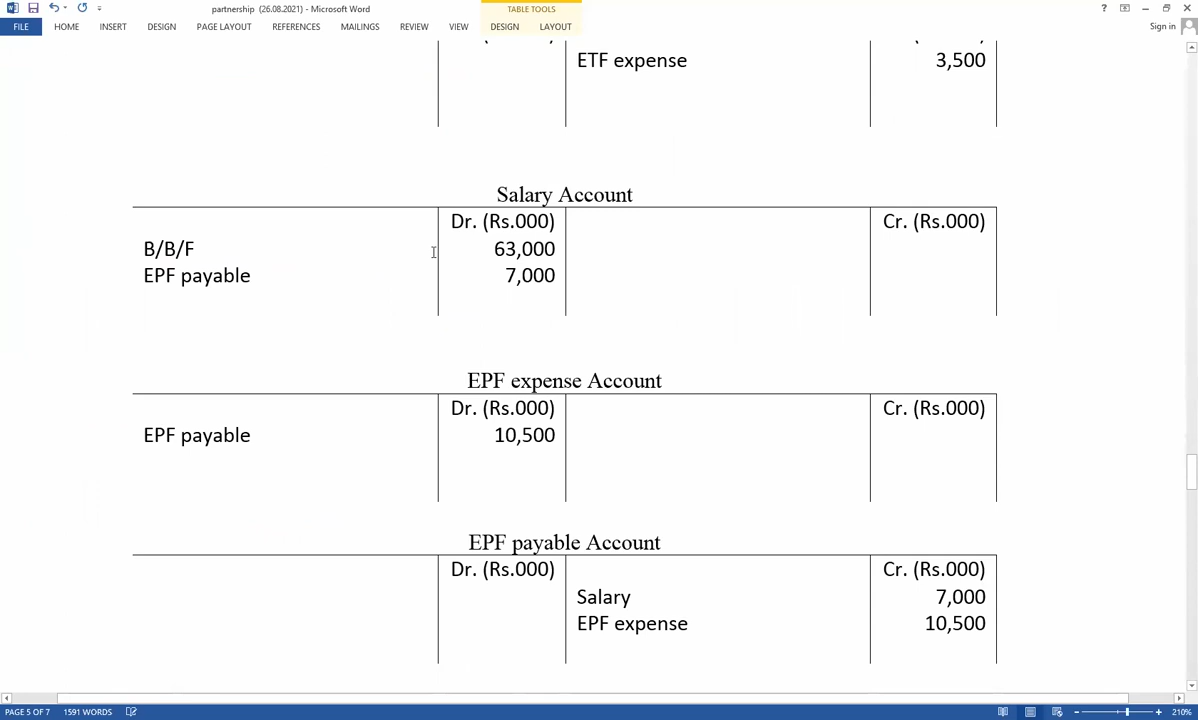 partnership (26.08.2021) - Microsoft Word
TABLE TOOLS
FILE HOME INSERT DESIGN PAGE LAYOUT REFERENCES MAILINGS REVIEW VIEW DESIGN LAYOUT
Sign in
ETF expense 3,500
Salary Account
Dr. (Rs.000) Cr. (Rs.000)
B/B/F 63,000
EPF payable 7,000
EPF expense Account
Dr. (Rs.000) Cr. (Rs.000)
EPF payable 10,500
EPF payable Account
Dr. (Rs.000) Cr. (Rs.000)
Salary 7,000
EPF expense 10,500
PAGE 5 OF 7 1591 WORDS 210%